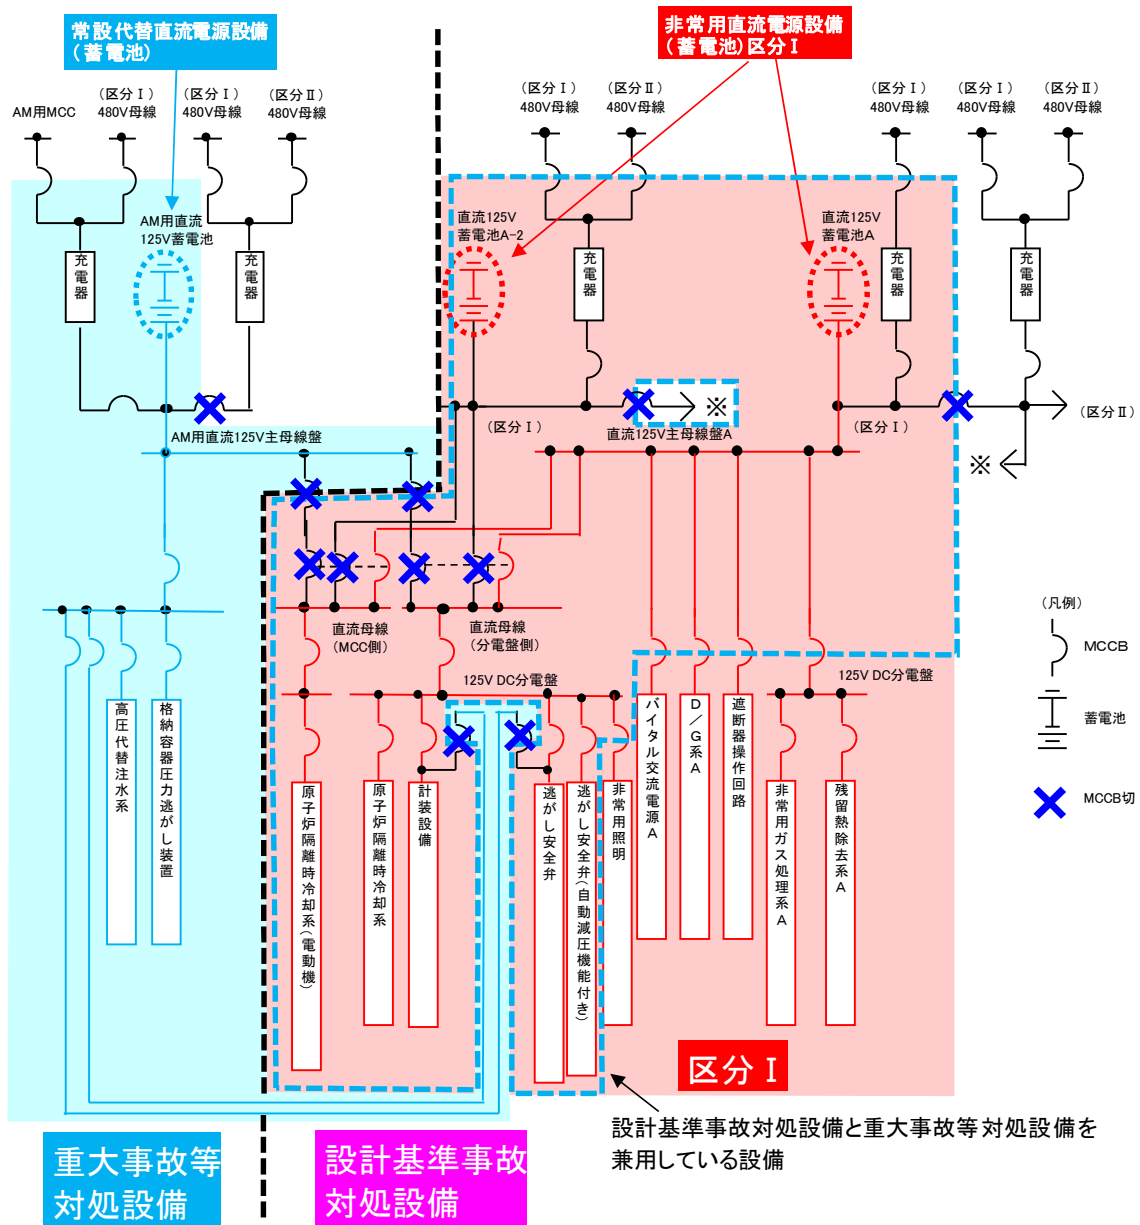 常設代替直流電源設備
(蓄電池)
非常用直流電源設備
(蓄電池)区分Ⅰ
AM用MCC
(区分Ⅰ)
480V母線
(区分Ⅰ)
480V母線
(区分Ⅱ)
480V母線
(区分Ⅰ)
480V母線
(区分Ⅱ)
480V母線
(区分Ⅰ)
480V母線
(区分Ⅰ)
480V母線
(区分Ⅱ)
480V母線
AM用直流
125V蓄電池
直流125V
蓄電池A-2
直流125V
蓄電池A
充電器
充電器
充電器
充電器
充電器
※
(区分Ⅱ)
AM用直流125V主母線盤
(区分Ⅰ)
直流125V主母線盤A
(区分Ⅰ)
※
直流母線
(MCC側)
直流母線
(分電盤側)
(凡例)
MCCB
蓄電池
MCCB切
125V DC分電盤
125V DC分電盤
高圧代替注水系
格納容器圧力逃がし装置
原子炉隔離時冷却系(電動機)
原子炉隔離時冷却系
計装設備
逃がし安全弁
逃がし安全弁(自動減圧機能付き)
非常用照明
バイタル交流電源A
D/G系A
遮断器操作回路
非常用ガス処理系A
残留熱除去系A
区分Ⅰ
設計基準事故対処設備と重大事故等対処設備を
兼用している設備
重大事故等
対処設備
設計基準事故
対処設備